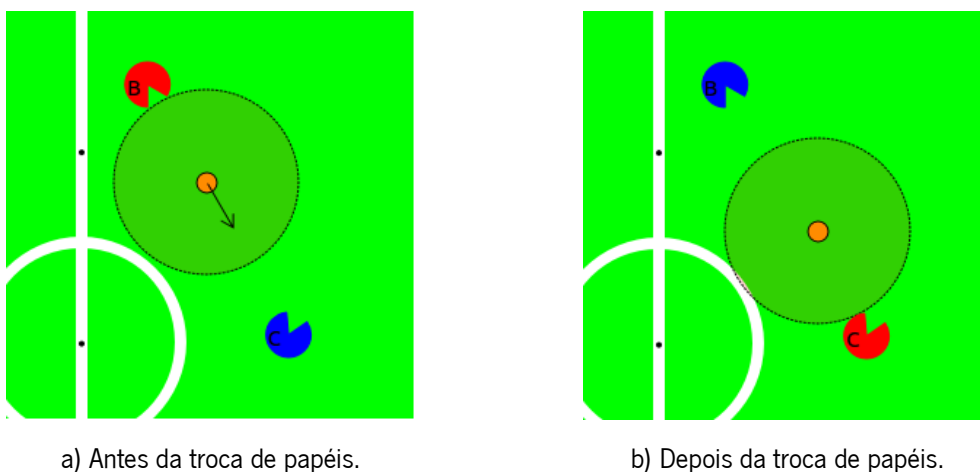 B
C
B
C
a) Antes da troca de papéis.
b) Depois da troca de papéis.